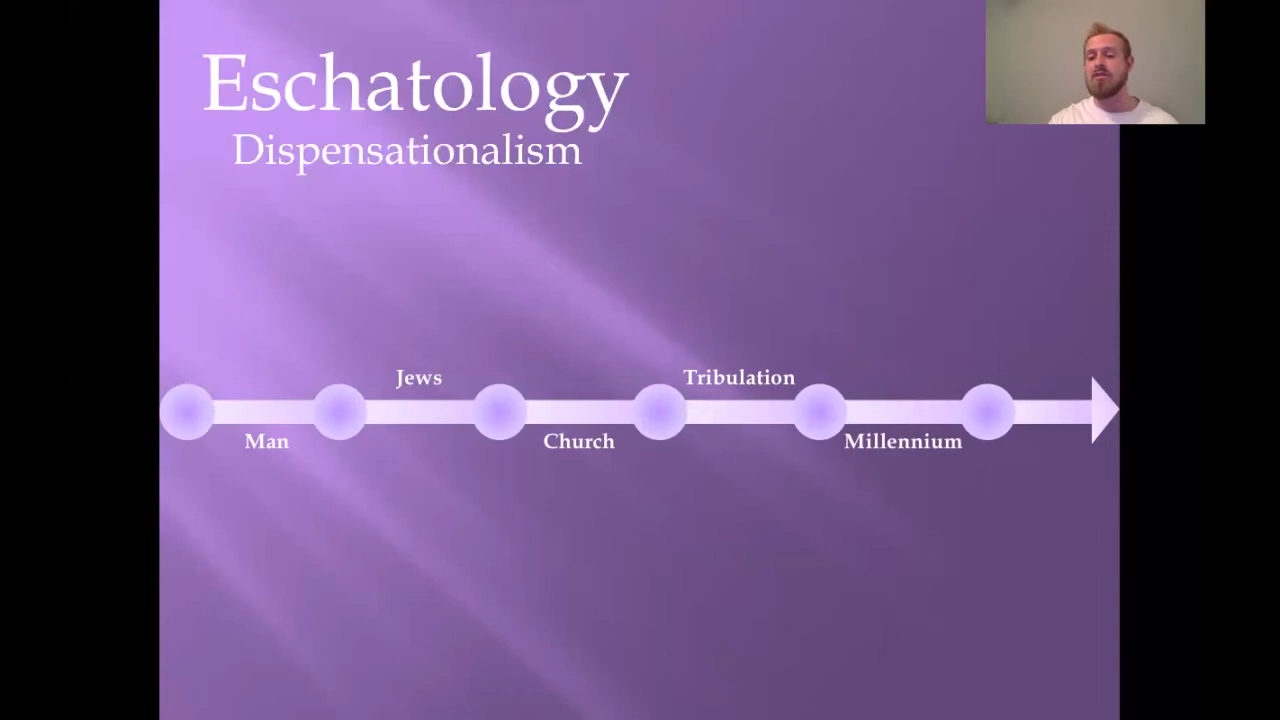 Eschatology
Dispensationalism
Jews
Tribulation
Man
Church
Millennium